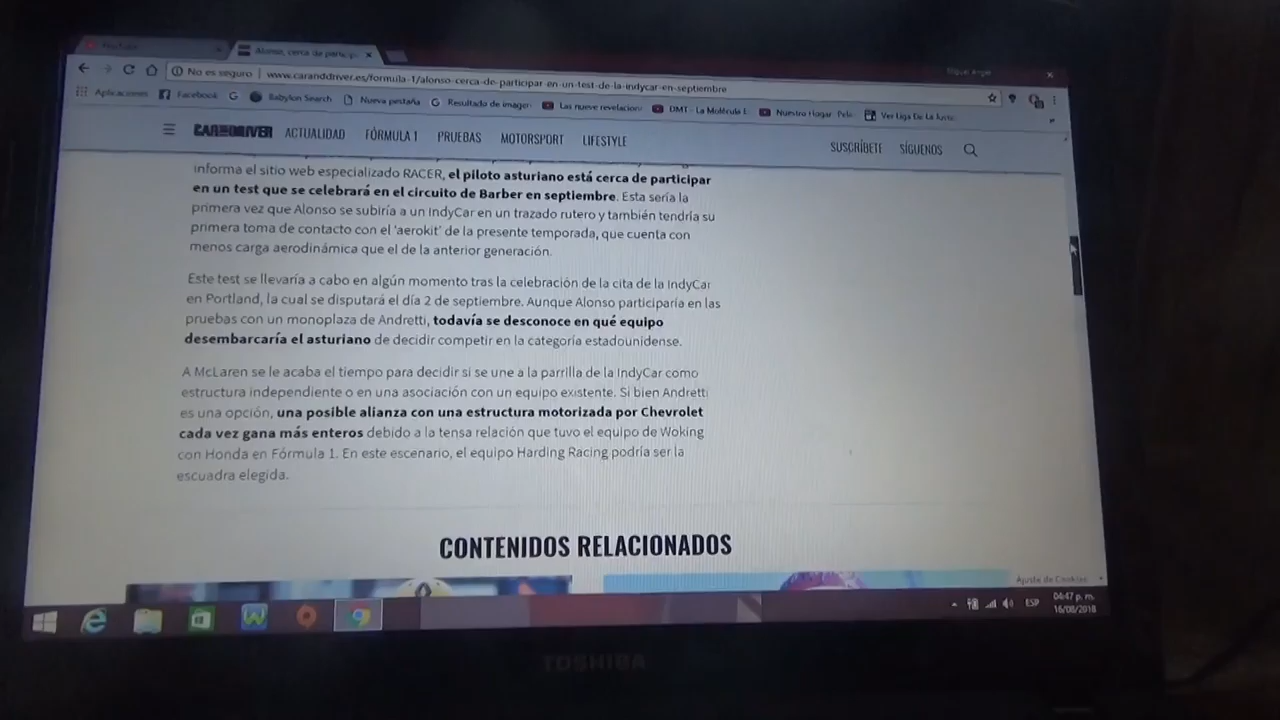 YouTube
Alonso, cerca de particip
No es seguro | www.caranddriver.es/formula-1/alonso-cerca-de-participar-en-un-test-de-la-indycar-en-septiembre
Aplicaciones Facebook Babylon Search Nueva pestaña Resultado de imagen Las nueve revelacion DMT - La Molécula E Nuestro Hogar Pelic Ver Liga De La Justic
CAR AND DRIVER ACTUALIDAD FÓRMULA 1 PRUEBAS MOTORSPORT LIFESTYLE SUSCRÍBETE SÍGUENOS
informa el sitio web especializado RACER, el piloto asturiano está cerca de participar
en un test que se celebrará en el circuito de Barber en septiembre. Esta sería la
primera vez que Alonso se subiría a un IndyCar en un trazado rutero y también tendría su
primera toma de contacto con el 'aerokit' de la presente temporada, que cuenta con
menos carga aerodinámica que el de la anterior generación.
Este test se llevaría a cabo en algún momento tras la celebración de la cita de la IndyCar
en Portland, la cual se disputará el día 2 de septiembre. Aunque Alonso participaría en las
pruebas con un monoplaza de Andretti, todavía se desconoce en qué equipo
desembarcaría el asturiano de decidir competir en la categoría estadounidense.
A McLaren se le acaba el tiempo para decidir si se une a la parrilla de la IndyCar como
estructura independiente o en una asociación con un equipo existente. Si bien Andretti
es una opción, una posible alianza con una estructura motorizada por Chevrolet
cada vez gana más enteros debido a la tensa relación que tuvo el equipo de Woking
con Honda en Fórmula 1. En este escenario, el equipo Harding Racing podría ser la
escuadra elegida.
CONTENIDOS RELACIONADOS
Ajuste de Cookies
ESP
04:47 p. m.
16/08/2018
TOSHIBA